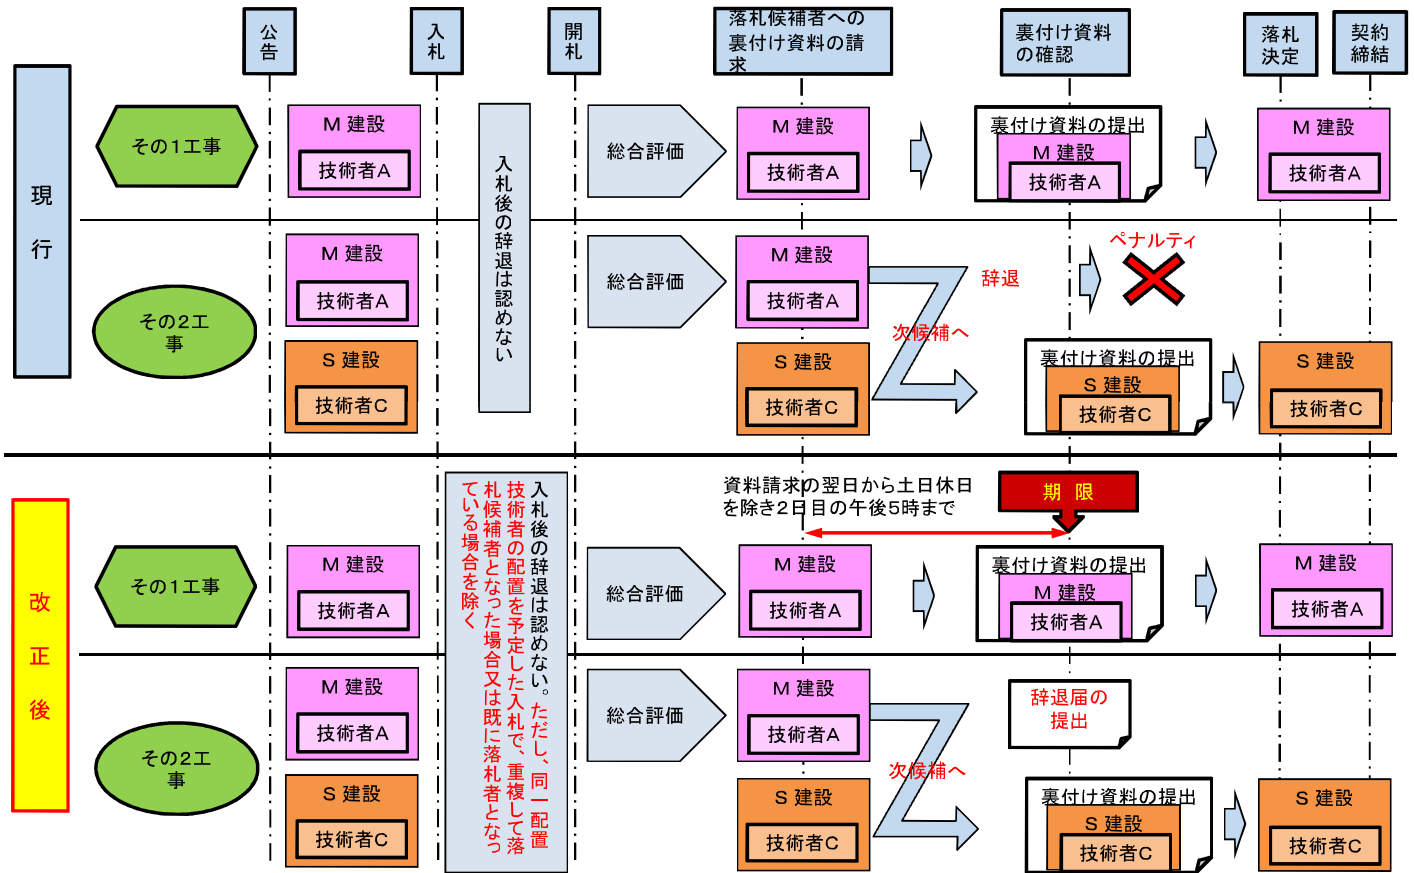 公
告
入
札
開
札
落札候補者への
裏付け資料の請
求
裏付け資料
の確認
落札
決定
契約
締結
現
行
その１工事
Ｍ 建設
技術者Ａ
入札後の辞退は認めない
総合評価
Ｍ 建設
技術者Ａ
裏付け資料の提出
Ｍ 建設
技術者Ａ
Ｍ 建設
技術者Ａ
その２工
事
Ｍ 建設
技術者Ａ
Ｓ 建設
技術者Ｃ
総合評価
Ｍ 建設
技術者Ａ
Ｓ 建設
技術者Ｃ
辞退
次候補へ
ペナルティ
裏付け資料の提出
Ｓ 建設
技術者Ｃ
Ｓ 建設
技術者Ｃ
改
正
後
その１工事
Ｍ 建設
技術者Ａ
入札後の辞退は認めない。ただし、同一配置
技術者の配置を予定した入札で、重複して落
札候補者となった場合又は既に落札者となっ
ている場合を除く
総合評価
資料請求の翌日から土日休日
を除き２日目の午後５時まで
期 限
Ｍ 建設
技術者Ａ
裏付け資料の提出
Ｍ 建設
技術者Ａ
Ｍ 建設
技術者Ａ
その２工
事
Ｍ 建設
技術者Ａ
Ｓ 建設
技術者Ｃ
総合評価
Ｍ 建設
技術者Ａ
Ｓ 建設
技術者Ｃ
次候補へ
辞退届の
提出
裏付け資料の提出
Ｓ 建設
技術者Ｃ
Ｓ 建設
技術者Ｃ